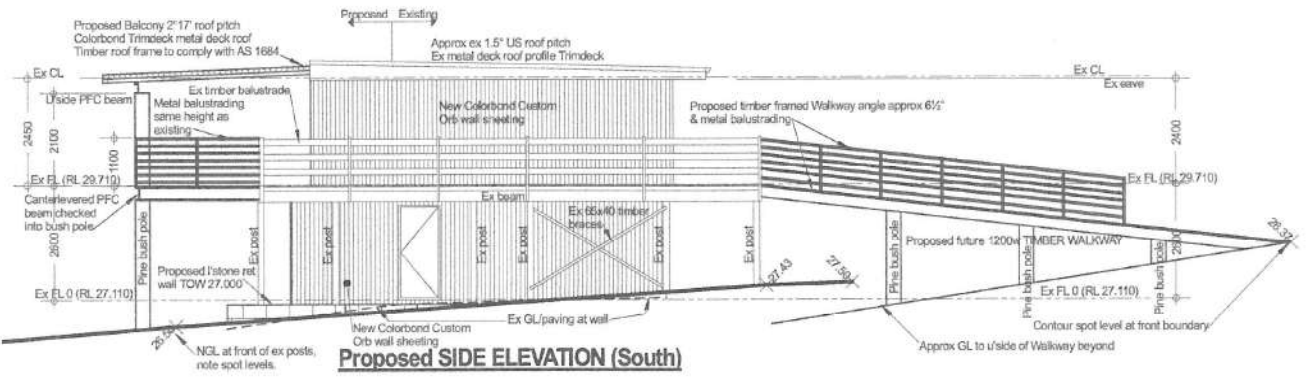 Proposed Existing
Proposed Balcony 2°17' roof pitch
Colorbond Trimdeck metal deck roof
Timber roof frame to comply with AS 1684
Approx ex 1.5° US roof pitch
Ex metal deck roof profile Trimdeck
Ex CL
Ex CL
Ex eave
U'side PFC beam
Ex timber balustrade
Metal balustrading
same height as
existing
New Colorbond Custom
Orb wall sheeting
Proposed timber framed Walkway angle approx 6½°
& metal balustrading
2450
2100
1100
2400
Ex FL (RL 29.710)
Ex FL (RL 29.710)
Canterlevered PFC
beam checked
into bush pole
Ex beam
Ex 65x40 timber
braces
2600
Pine bush pole
Ex post
Ex post
Ex post
Ex post
Ex post
Ex post
Pine bush pole
Pine bush pole
Pine bush pole
Proposed future 1200w TIMBER WALKWAY
28.37
Proposed l'stone ret
wall TOW 27.000
27.43
27.50
Ex FL 0 (RL 27.110)
Ex FL 0 (RL 27.110)
New Colorbond Custom
Orb wall sheeting
Ex GL/paving at wall
Contour spot level at front boundary
NGL at front of ex posts,
note spot levels.
Approx GL to u'side of Walkway beyond
Proposed SIDE ELEVATION (South)